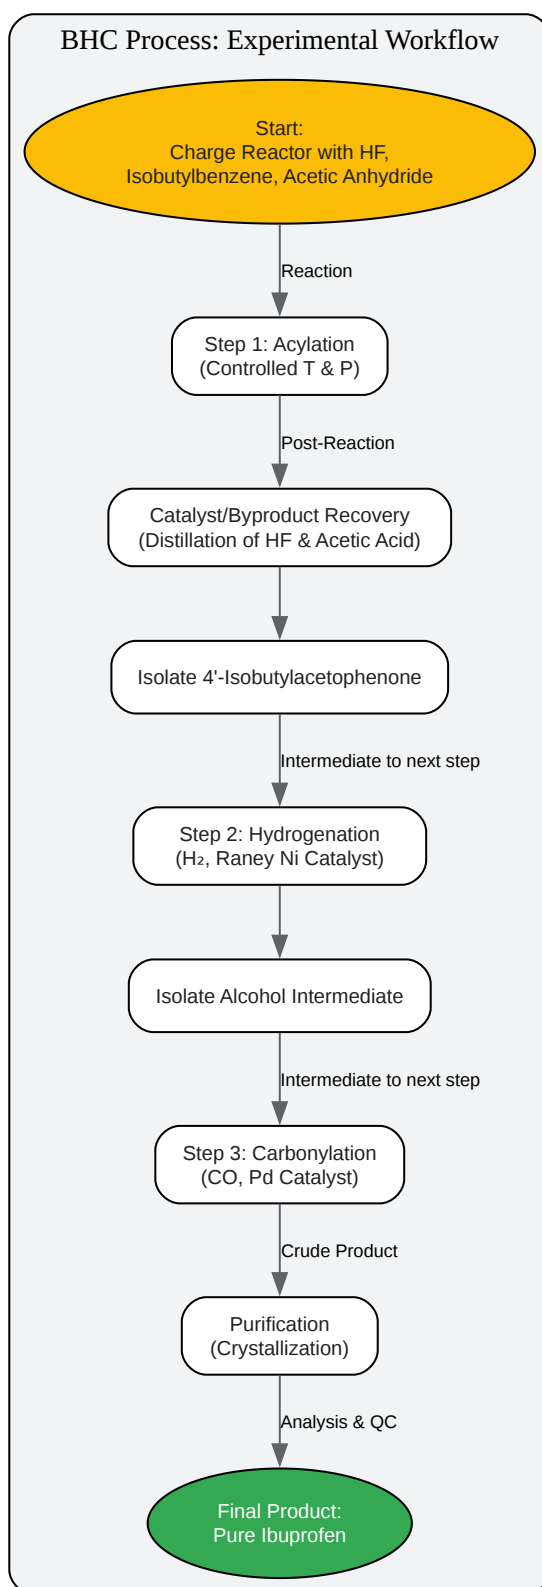 BHC Process: Experimental Workflow
Start:
Charge Reactor with HF,
Isobutylbenzene, Acetic Anhydride
Reaction
Step 1: Acylation
(Controlled T & P)
Post-Reaction
Catalyst/Byproduct Recovery
(Distillation of HF & Acetic Acid)
Isolate 4'-Isobutylacetophenone
Intermediate to next step
Step 2: Hydrogenation
(H₂, Raney Ni Catalyst)
Isolate Alcohol Intermediate
Intermediate to next step
Step 3: Carbonylation
(CO, Pd Catalyst)
Crude Product
Purification
(Crystallization)
Analysis & QC
Final Product:
Pure Ibuprofen